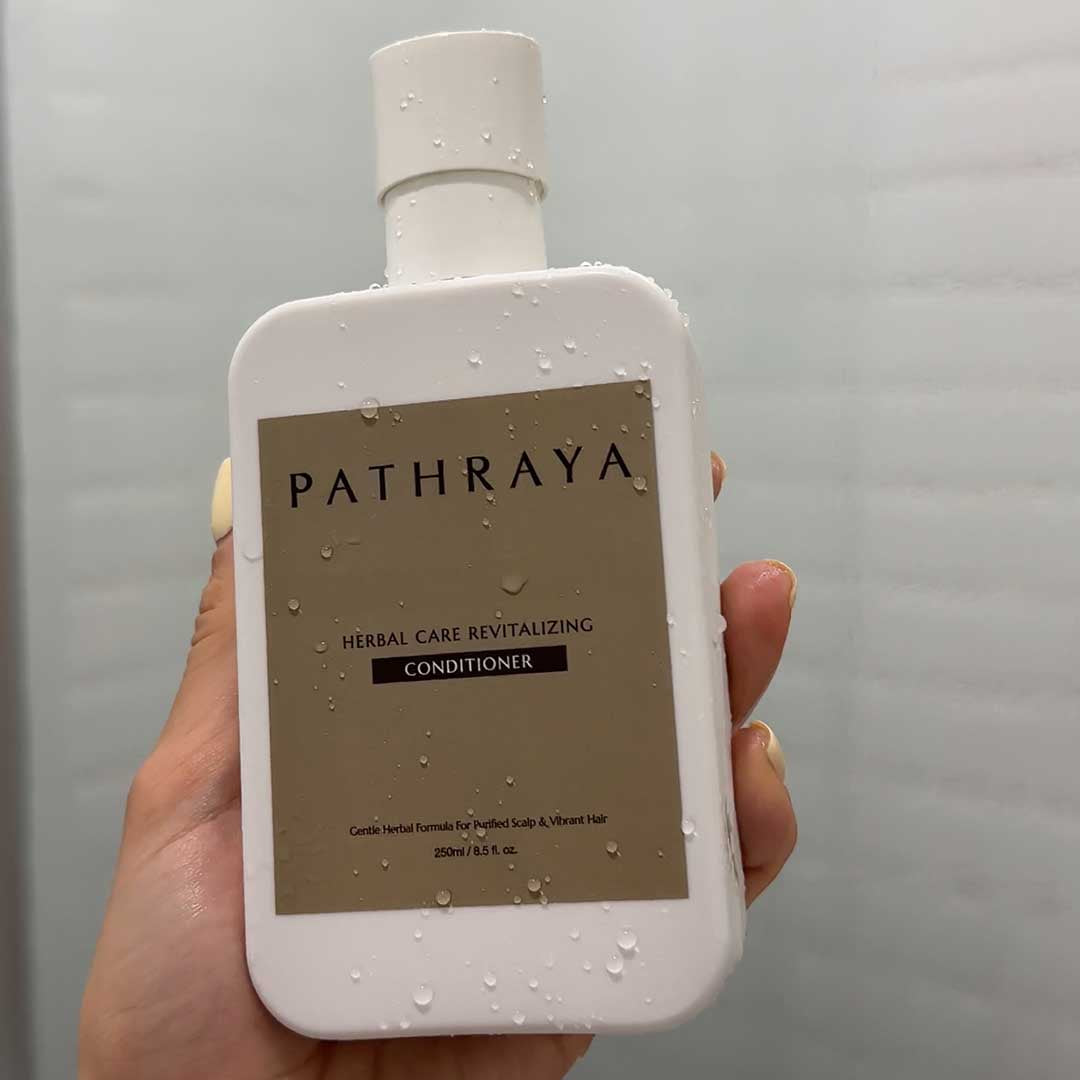 PATHRAYA
HERBAL CARE REVITALIZING
CONDITIONER
Gentle Herbal Formula For Purified Scalp & Vibrant Hair
250ml / 8.5 fl. oz.